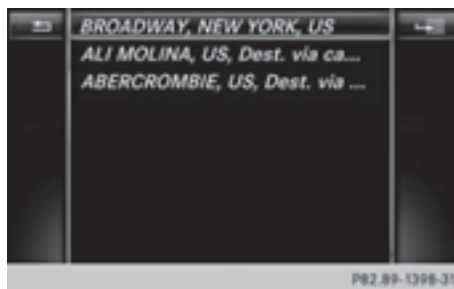 BROADWAY, NEW YORK, US
ALI MOLINA, US, Dest. via ca....
ABERCROMBIE, US, Dest. via ...
P82.89-1398-31